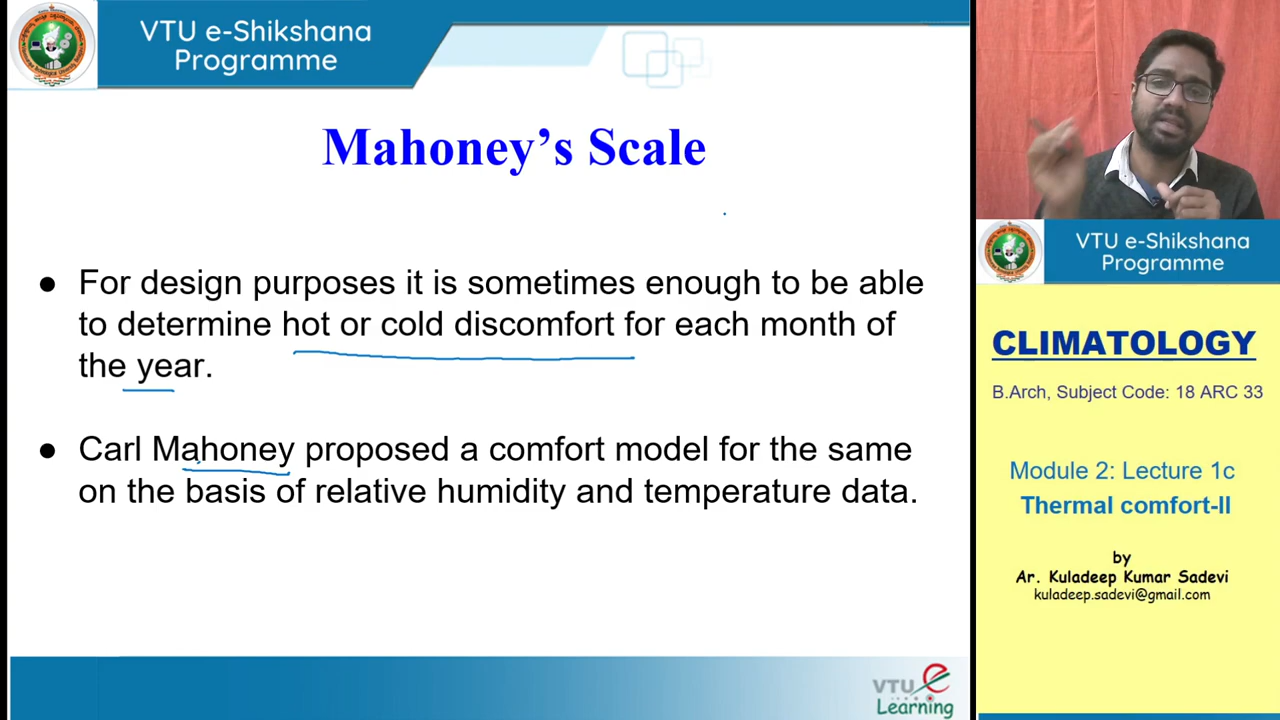 VTU e-Shikshana
Programme
Mahoney's Scale
● For design purposes it is sometimes enough to be able
to determine hot or cold discomfort for each month of
the year.
● Carl Mahoney proposed a comfort model for the same
on the basis of relative humidity and temperature data.
VTU e
Learning
VTU e-Shikshana
Programme
CLIMATOLOGY
B.Arch, Subject Code: 18 ARC 33
Module 2: Lecture 1c
Thermal comfort-II
by
Ar. Kuladeep Kumar Sadevi
kuladeep.sadevi@gmail.com